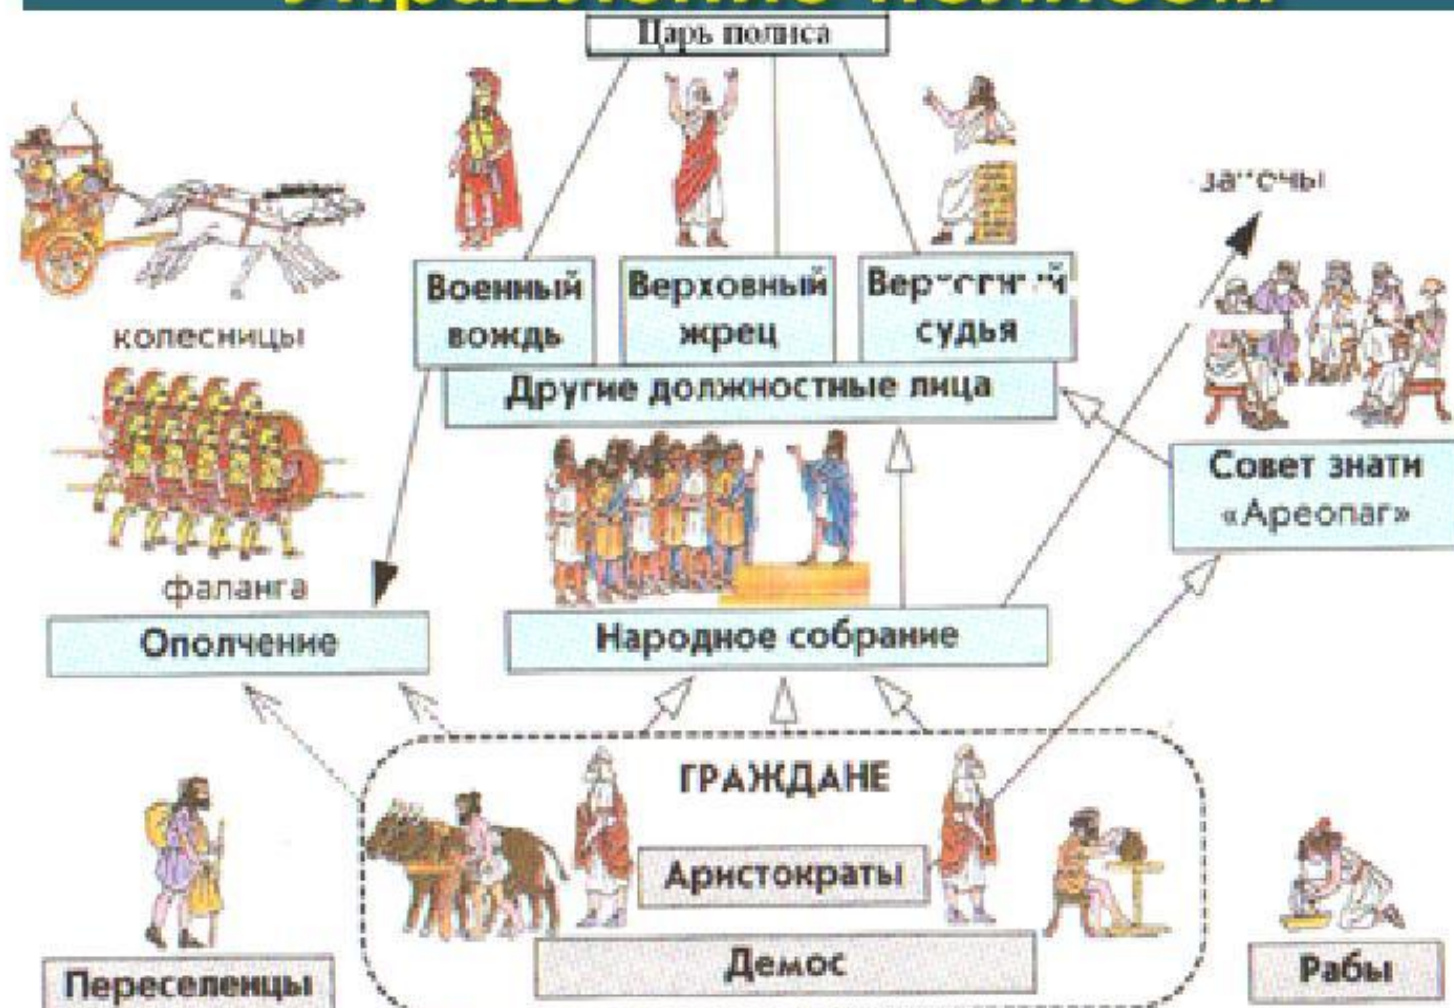 Царь полиса
Военный
вождь
Верховный
жрец
судья
колесницы
Другие должностные лица
Совет знати
«Ареопаг»
фаланга
Ополчение
Народное собрание
ГРАЖДАНЕ
Аристократы
Демос
Переселенцы
Рабы